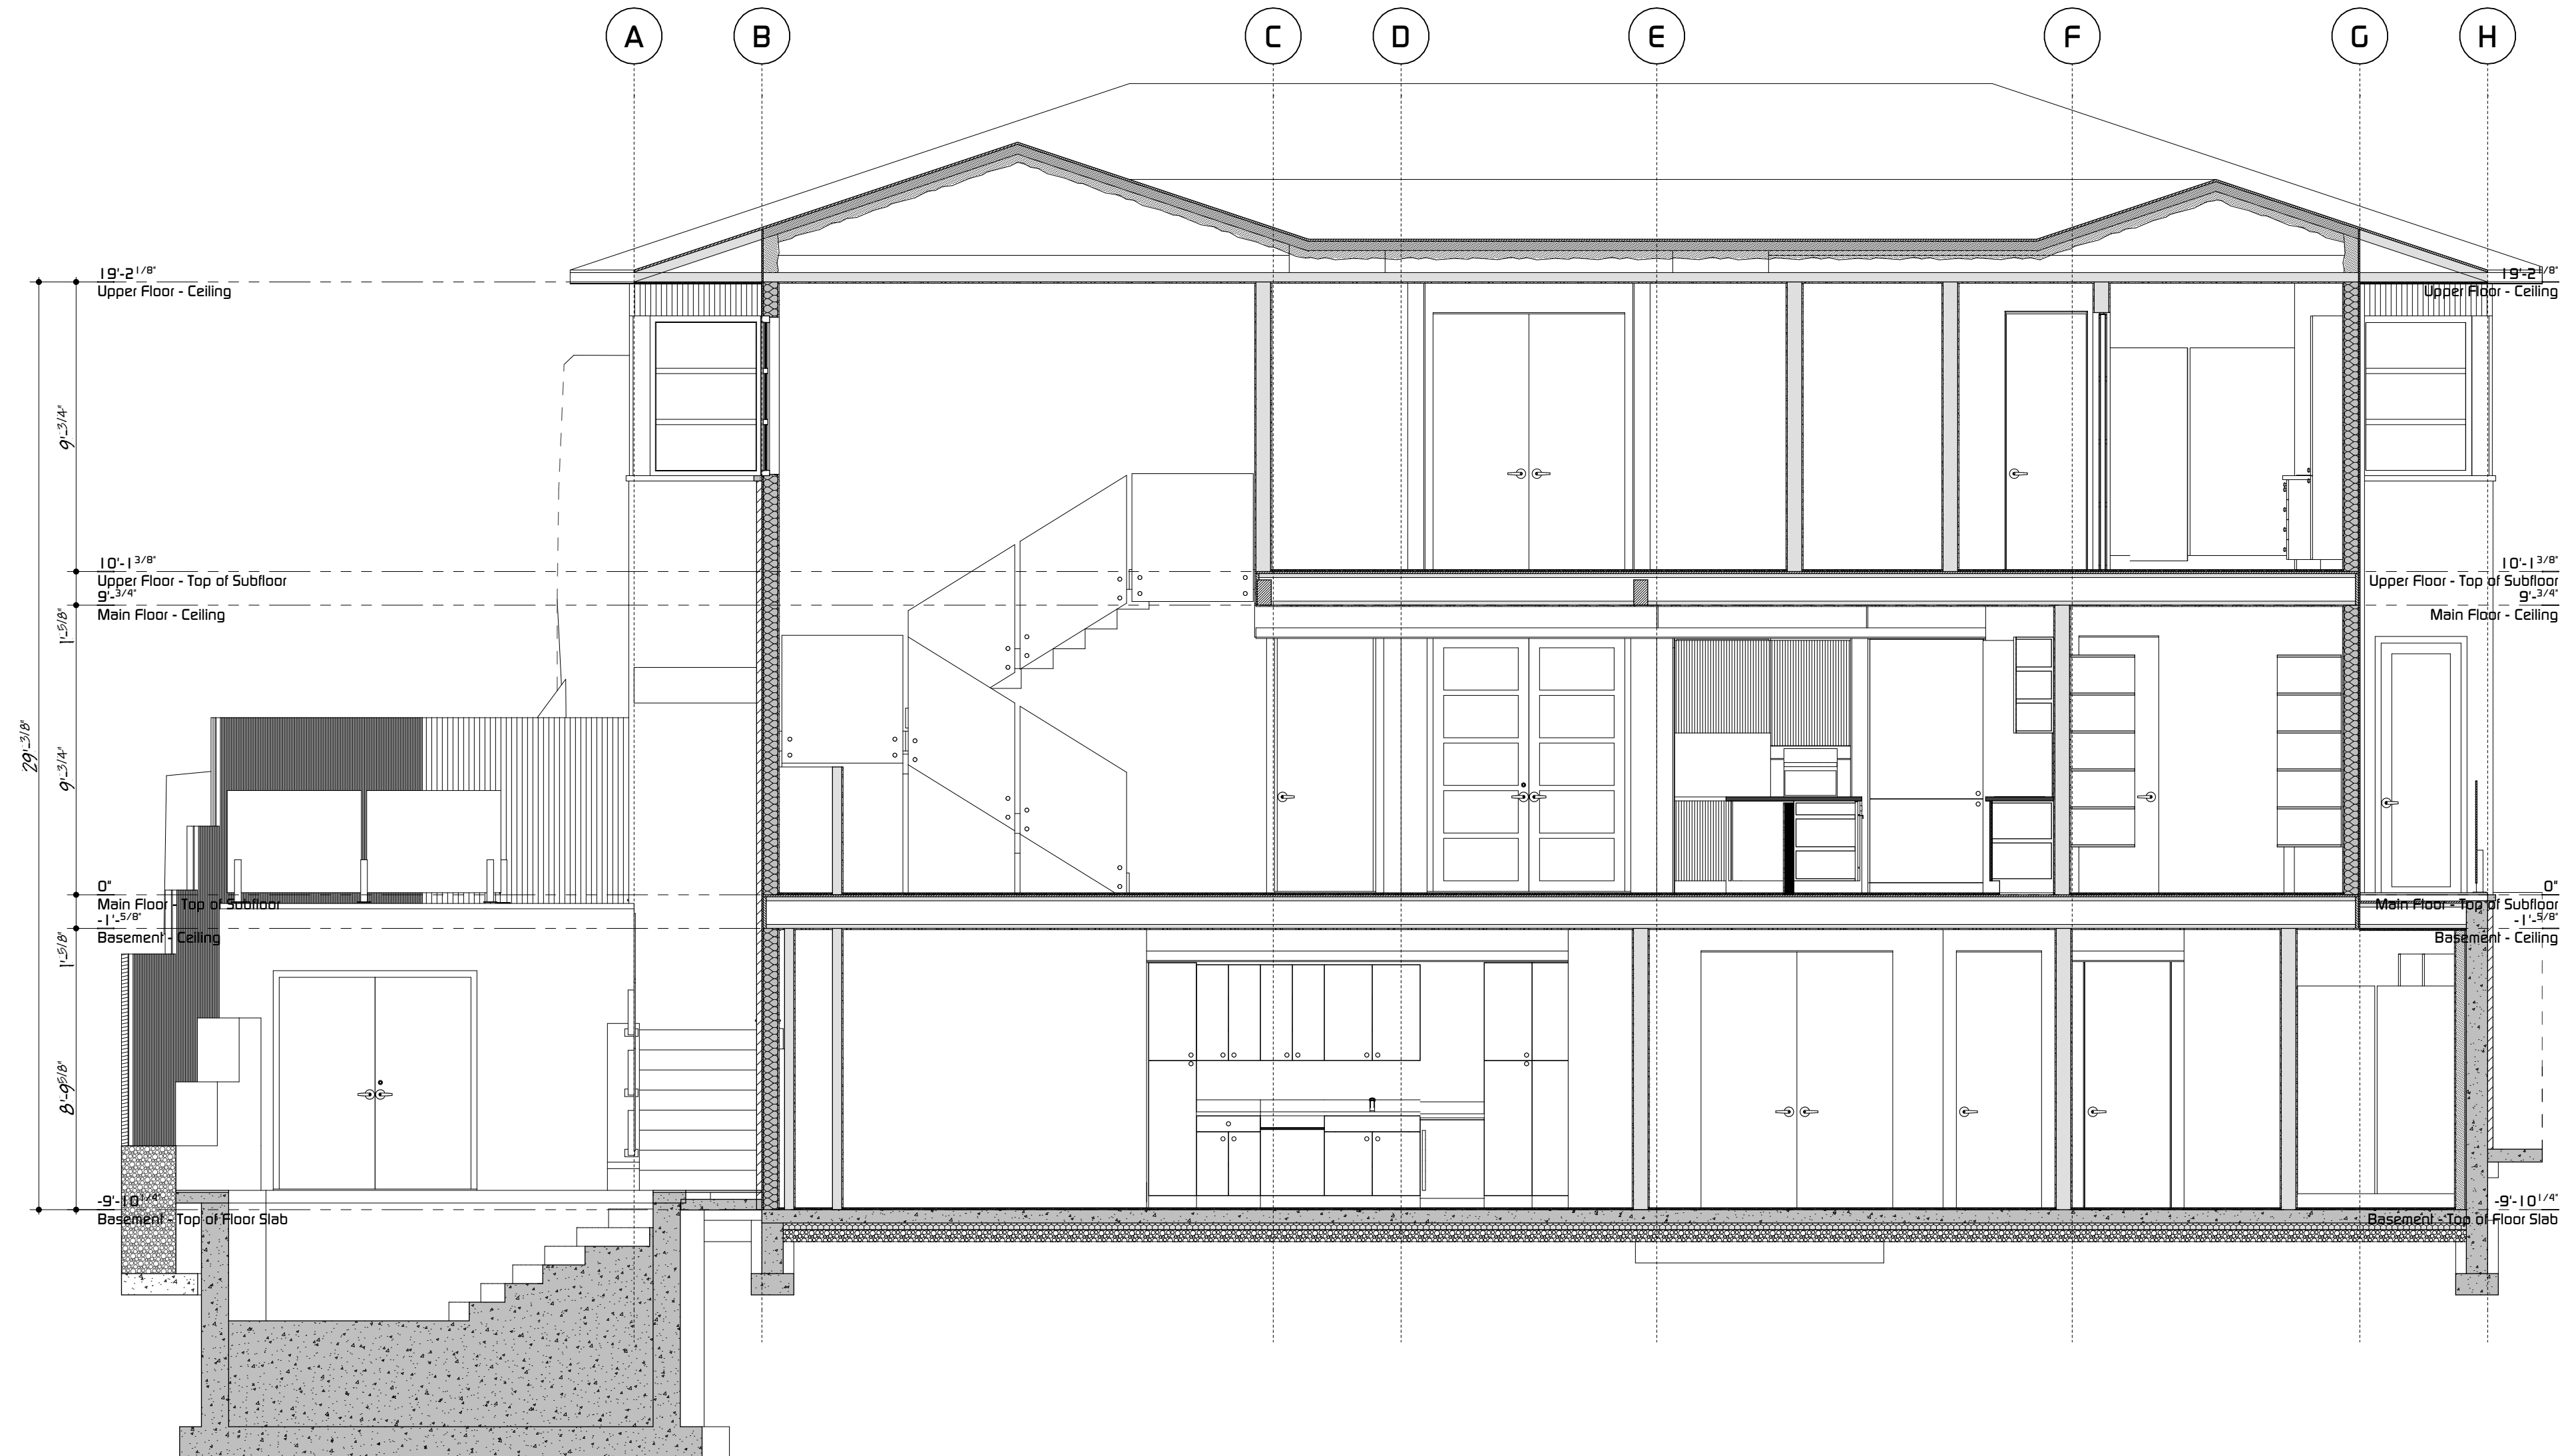 A B C D E F G H
19'-2 1/8"
Upper Floor - Ceiling
19'-2 1/8"
Upper Floor - Ceiling
9'-3/4"
10'-1 3/8"
Upper Floor - Top of Subfloor
10'-1 3/8"
Upper Floor - Top of Subfloor
9'-3/4"
Main Floor - Ceiling
9'-3/4"
Main Floor - Ceiling
1'-5/8"
29'-3/8"
9'-3/4"
0"
Main Floor - Top of Subfloor
0"
Main Floor - Top of Subfloor
-1'-5/8"
Basement - Ceiling
-1'-5/8"
Basement - Ceiling
1'-5/8"
8'-9 5/8"
-9'-10 1/4"
Basement - Top of Floor Slab
-9'-10 1/4"
Basement - Top of Floor Slab